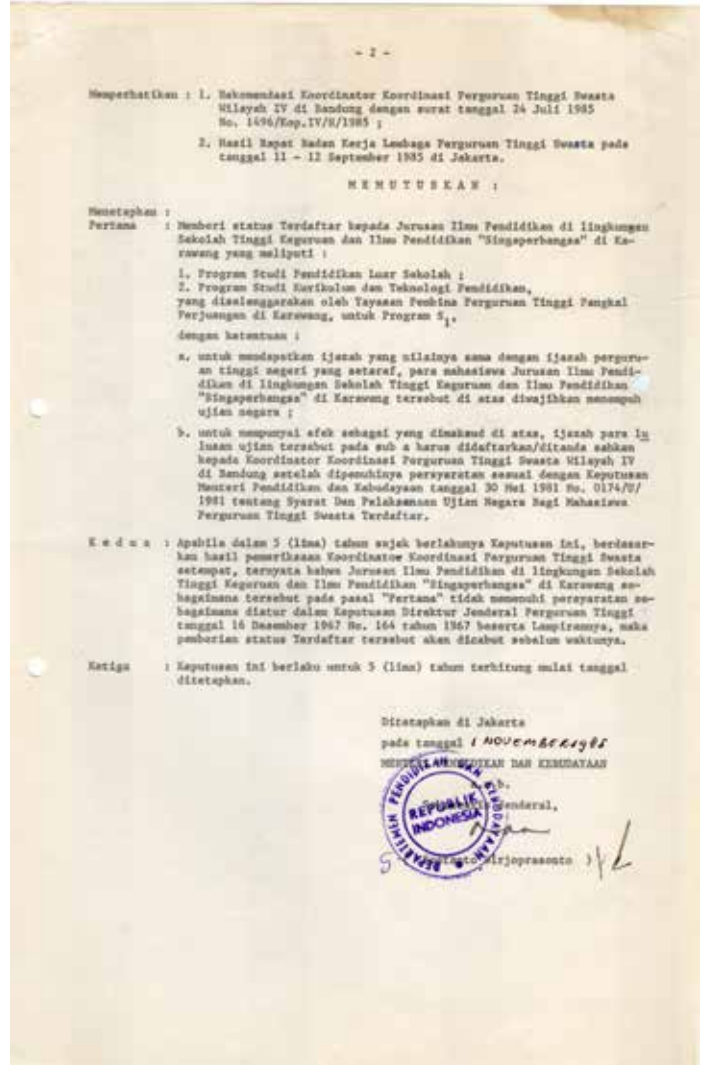 - 2 -
Memperhatikan : 1. Rekomendasi Koordinator Koordinasi Perguruan Tinggi Swasta
Wilayah IV di Bandung dengan surat tanggal 24 Juli 1985
No. 1496/Kop.IV/U/1985 ;
2. Hasil Rapat Badan Kerja Lembaga Perguruan Tinggi Swasta pada
tanggal 11 - 12 September 1985 di Jakarta.
M E M U T U S K A N :
Menetapkan :
Pertama : Memberi status Terdaftar kepada Jurusan Ilmu Pendidikan di lingkungan
Sekolah Tinggi Keguruan dan Ilmu Pendidikan "Singaperbangsa" di Ka-
rawang yang meliputi :
1. Program Studi Pendidikan Luar Sekolah ;
2. Program Studi Kurikulum dan Teknologi Pendidikan,
yang diselenggarakan oleh Yayasan Pembina Perguruan Tinggi Pangkal
Perjuangan di Karawang, untuk Program S1,
dengan ketentuan :
a. untuk mendapatkan ijazah yang nilainya sama dengan ijazah perguru-
an tinggi negeri yang setaraf, para mahasiswa Jurusan Ilmu Pendi-
dikan di lingkungan Sekolah Tinggi Keguruan dan Ilmu Pendidikan
"Singaperbangsa" di Karawang tersebut di atas diwajibkan menempuh
ujian negara ;
b. untuk mempunyai efek sebagai yang dimaksud di atas, ijazah para lu
lusan ujian tersebut pada sub a harus didaftarkan/ditanda sahkan
kepada Koordinator Koordinasi Perguruan Tinggi Swasta Wilayah IV
di Bandung setelah dipenuhinya persyaratan sesuai dengan Keputusan
Menteri Pendidikan dan Kebudayaan tanggal 30 Mei 1981 No. 0174/U/
1981 tentang Syarat Dan Pelaksanaan Ujian Negara Bagi Mahasiswa
Perguruan Tinggi Swasta Terdaftar.
K e d u a : Apabila dalam 5 (lima) tahun sejak berlakunya Keputusan ini, berdasar-
kan hasil pemeriksaan Koordinator Koordinasi Perguruan Tinggi Swasta
setempat, ternyata bahwa Jurusan Ilmu Pendidikan di lingkungan Sekolah
Tinggi Keguruan dan Ilmu Pendidikan "Singaperbangsa" di Karawang se-
bagaimana tersebut pada pasal "Pertama" tidak memenuhi persyaratan se-
bagaimana diatur dalam Keputusan Direktur Jenderal Perguruan Tinggi
tanggal 16 Desember 1967 No. 164 tahun 1967 beserta Lampirannya, maka
pemberian status Terdaftar tersebut akan dicabut sebelum waktunya.
Ketiga : Keputusan ini berlaku untuk 5 (lima) tahun terhitung mulai tanggal
ditetapkan.
Ditetapkan di Jakarta
pada tanggal 1 NOVEMBER 1985
MENTERI PENDIDIKAN DAN KEBUDAYAAN
Jenderal,
DEPARTEMEN PENDIDIKAN DAN KEBUDAYAAN
REPUBLIK
INDONESIA
Wirjoprasonto )